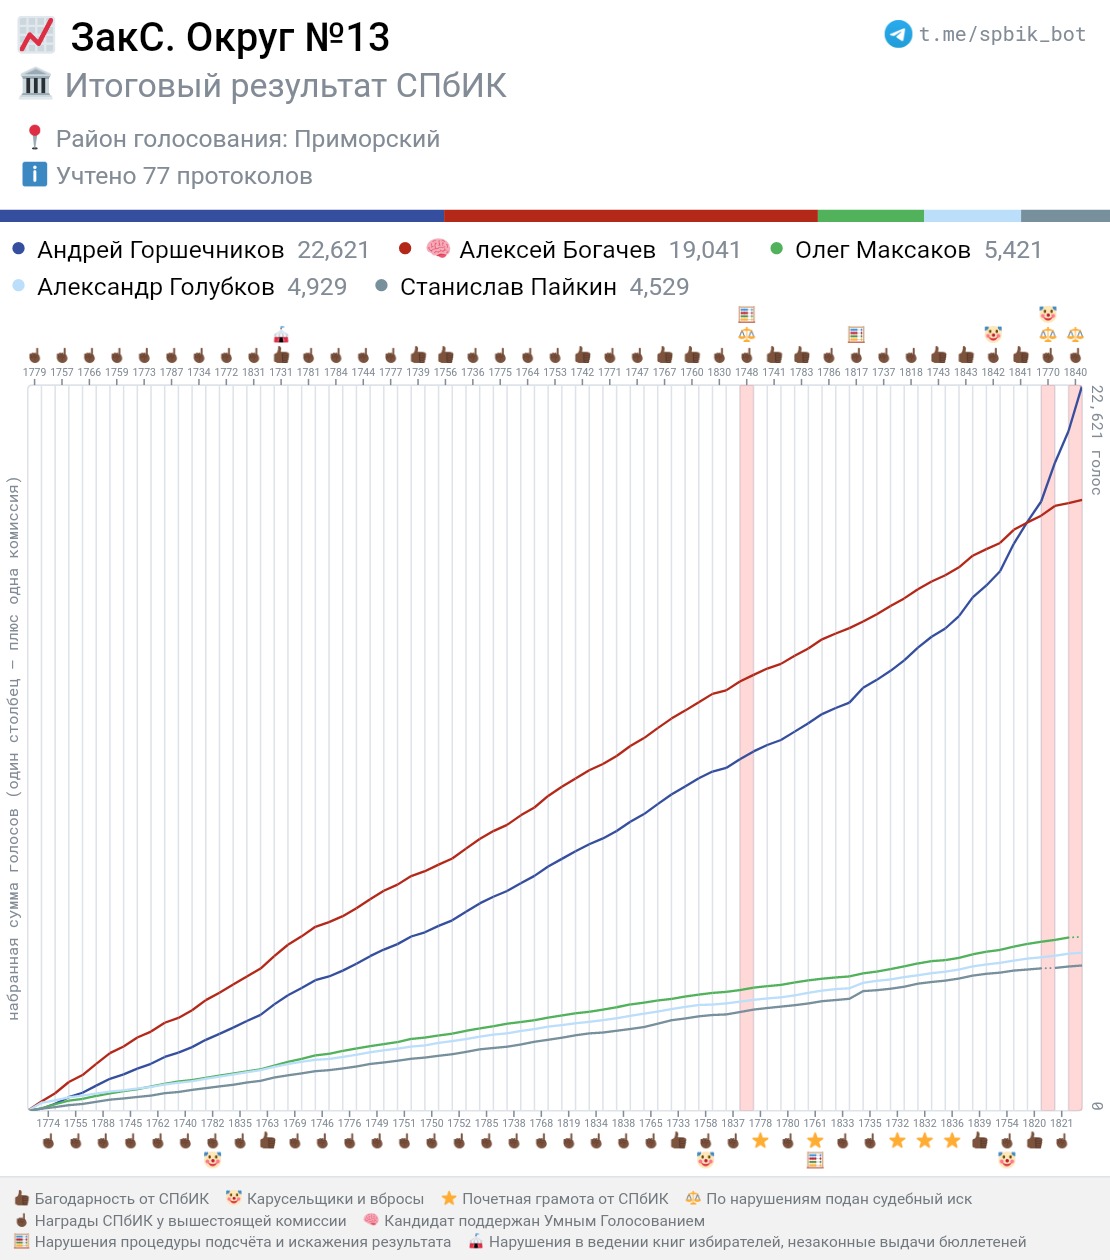 ЗакС. Округ №13
t.me/spbik_bot
Итоговый результат СПбИК
Район голосования: Приморский
Учтено 77 протоколов
Андрей Горшечников 22,621 Алексей Богачев 19,041 Олег Максаков 5,421
Александр Голубков 4,929 Станислав Пайкин 4,529
1779 1757 1766 1759 1773 1787 1734 1772 1831 1731 1781 1784 1744 1777 1739 1756 1736 1775 1764 1753 1742 1771 1747 1767 1760 1830 1748 1741 1783 1786 1817 1737 1818 1743 1843 1842 1841 1770 1840
22,621 голос
набранная сумма голосов (один столбец — плюс одна комиссия)
0
1774 1755 1788 1745 1762 1740 1782 1835 1763 1769 1746 1776 1749 1751 1750 1752 1785 1738 1768 1819 1834 1838 1765 1733 1758 1837 1778 1780 1761 1833 1735 1732 1832 1836 1839 1754 1820 1821
Багодарность от СПбИК Карусельщики и вбросы Почетная грамота от СПбИК По нарушениям подан судебный иск
Награды СПбИК у вышестоящей комиссии Кандидат поддержан Умным Голосованием
Нарушения процедуры подсчёта и искажения результата Нарушения в ведении книг избирателей, незаконные выдачи бюллетеней